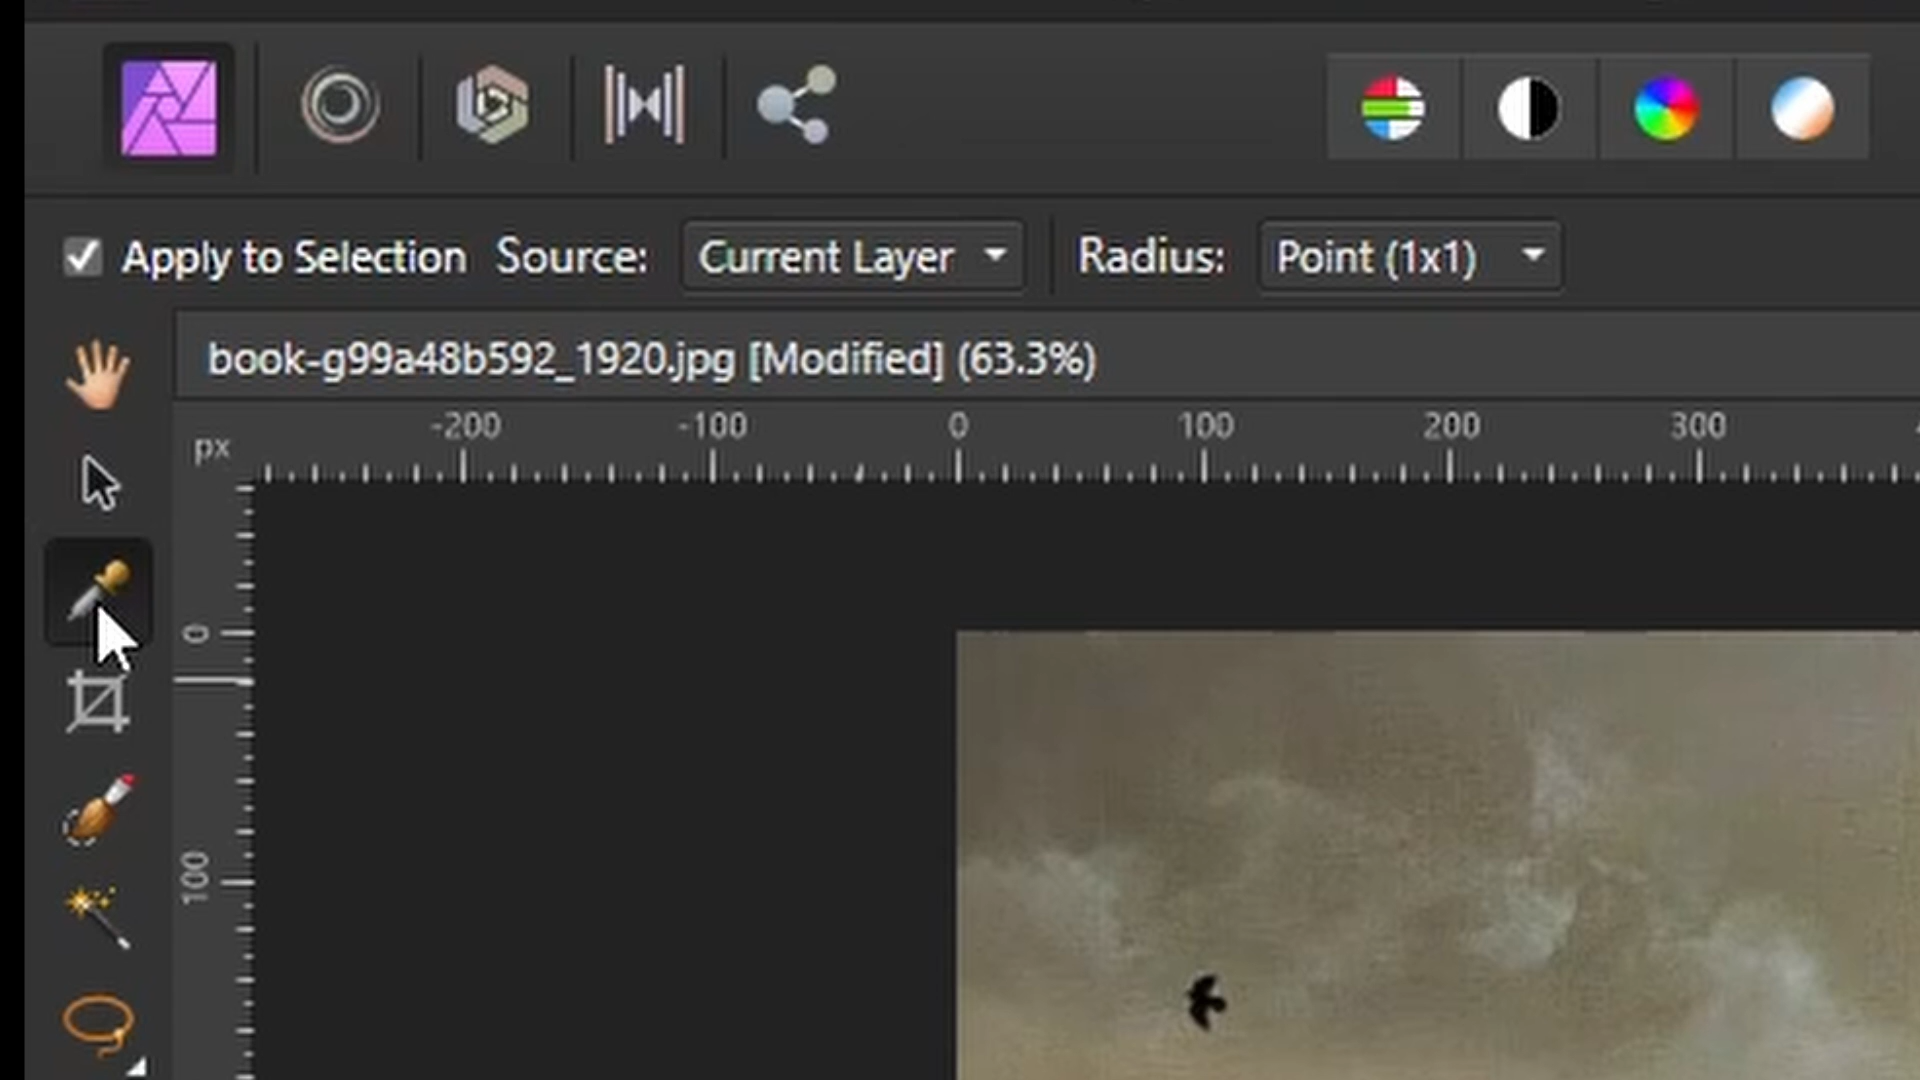 Apply to Selection Source: Current Layer Radius: Point (1x1)
book-g99a48b592_1920.jpg [Modified] (63.3%)
px -200 -100 0 100 200 300
0
100